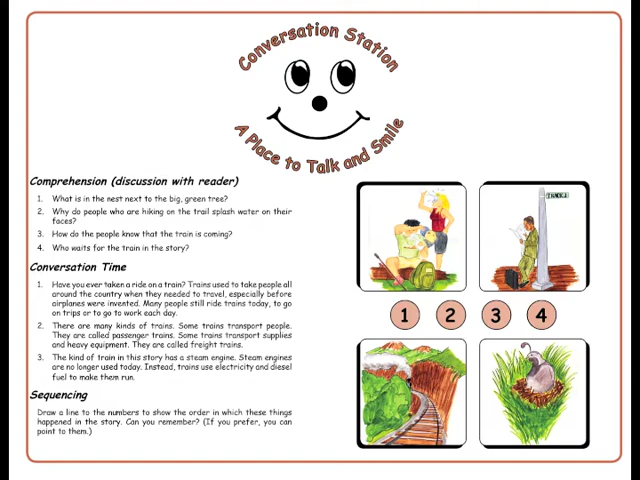 Conversation Station
A Place to Talk and Smile
Comprehension (discussion with reader)
1. What is in the nest next to the big, green tree?
2. Why do people who are hiking on the trail splash water on their
faces?
3. How do the people know that the train is coming?
4. Who waits for the train in the story?
Conversation Time
1. Have you ever taken a ride on a train? Trains used to take people all
around the country when they needed to travel, especially before
airplanes were invented. Many people still ride trains today, to go
on trips or to go to work each day.
2. There are many kinds of trains. Some trains transport people.
They are called passenger trains. Some trains transport supplies
and heavy equipment. They are called freight trains.
3. The kind of train in this story has a steam engine. Steam engines
are no longer used today. Instead, trains use electricity and diesel
fuel to make them run.
Sequencing
Draw a line to the numbers to show the order in which these things
happened in the story. Can you remember? (If you prefer, you can
point to them.)
1 2 3 4